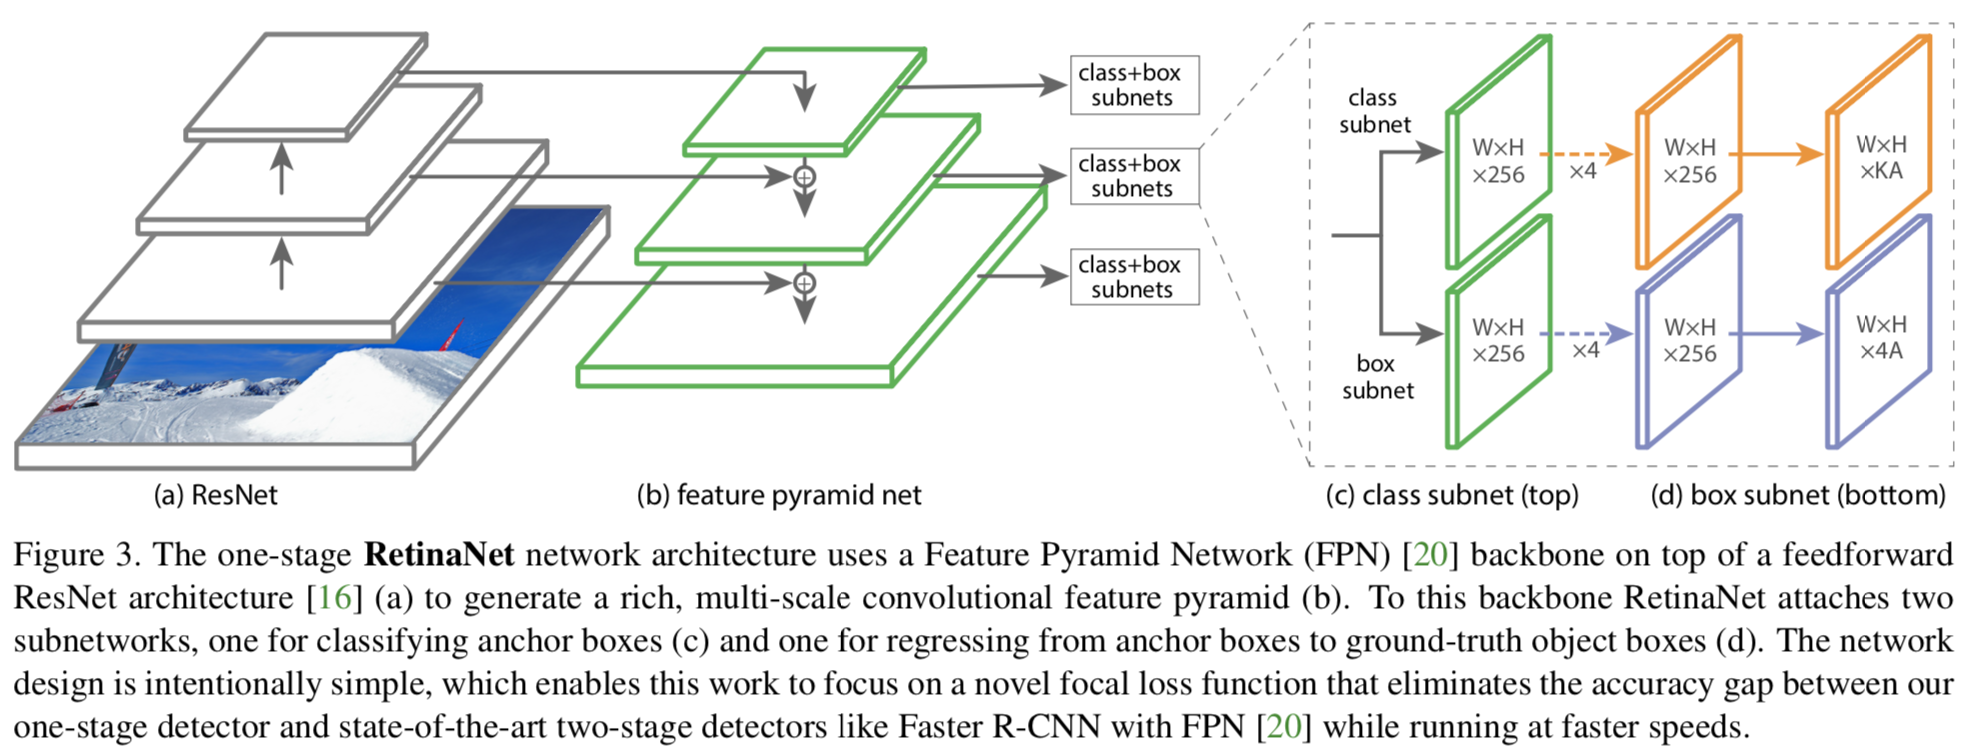 class+box
subnets
class+box
subnets
class+box
subnets
class
subnet
W×H
×256
×4
W×H
×256
W×H
×KA
box
subnet
W×H
×256
×4
W×H
×256
W×H
×4A
(a) ResNet
(b) feature pyramid net
(c) class subnet (top)
(d) box subnet (bottom)
Figure 3. The one-stage RetinaNet network architecture uses a Feature Pyramid Network (FPN) [20] backbone on top of a feedforward
ResNet architecture [16] (a) to generate a rich, multi-scale convolutional feature pyramid (b). To this backbone RetinaNet attaches two
subnetworks, one for classifying anchor boxes (c) and one for regressing from anchor boxes to ground-truth object boxes (d). The network
design is intentionally simple, which enables this work to focus on a novel focal loss function that eliminates the accuracy gap between our
one-stage detector and state-of-the-art two-stage detectors like Faster R-CNN with FPN [20] while running at faster speeds.